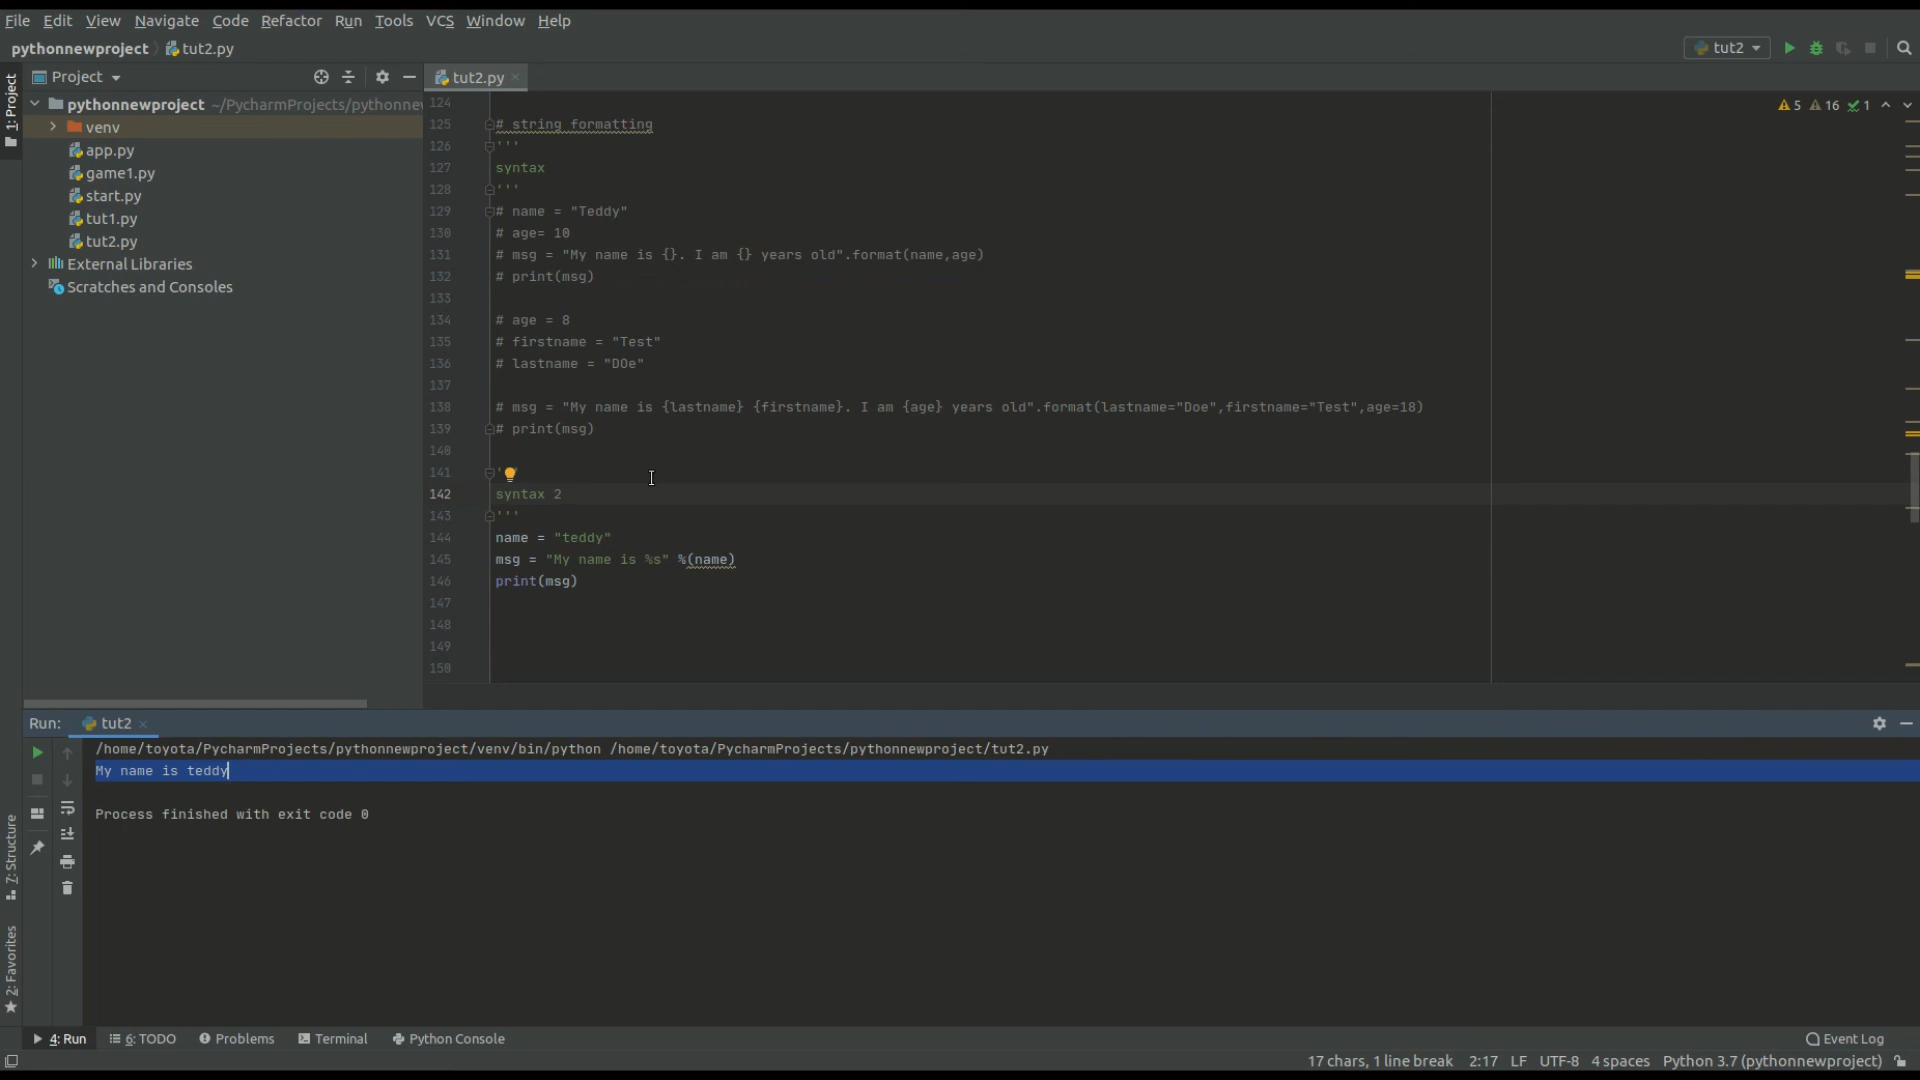 File Edit View Navigate Code Refactor Run Tools VCS Window Help
pythonnewproject tut2.py tut2
1: Project
Project
tut2.py
pythonnewproject ~/PycharmProjects/pythonne
venv
app.py
game1.py
start.py
tut1.py
tut2.py
External Libraries
Scratches and Consoles
5 16 1
124
125 # string formatting
126 '''
127 syntax
128 '''
129 # name = "Teddy"
130 # age= 10
131 # msg = "My name is {}. I am {} years old".format(name,age)
132 # print(msg)
133
134 # age = 8
135 # firstname = "Test"
136 # lastname = "DOe"
137
138 # msg = "My name is {lastname} {firstname}. I am {age} years old".format(lastname="Doe",firstname="Test",age=18)
139 # print(msg)
140
141 '
142 syntax 2
143 '''
144 name = "teddy"
145 msg = "My name is %s" %(name)
146 print(msg)
147
148
149
150
Run: tut2
/home/toyota/PycharmProjects/pythonnewproject/venv/bin/python /home/toyota/PycharmProjects/pythonnewproject/tut2.py
My name is teddy
Process finished with exit code 0
7: Structure
2: Favorites
4: Run 6: TODO Problems Terminal Python Console Event Log
17 chars, 1 line break 2:17 LF UTF-8 4 spaces Python 3.7 (pythonnewproject)